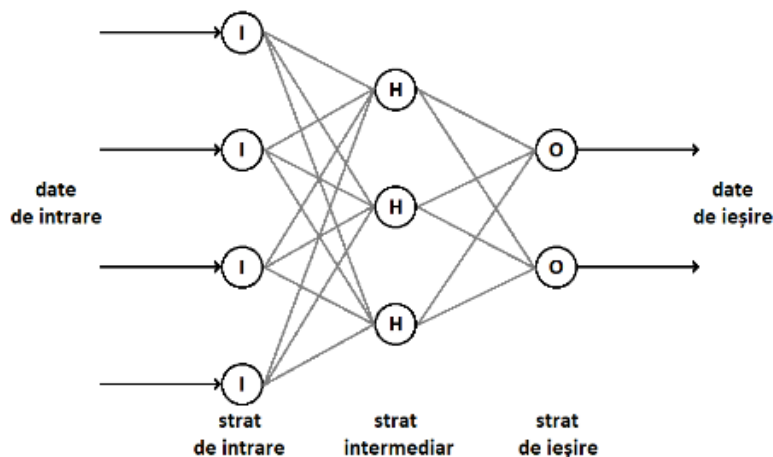 I
H
I
O
date
de intrare
H
date
de ieșire
I
O
H
I
strat
de intrare
strat
intermediar
strat
de ieșire